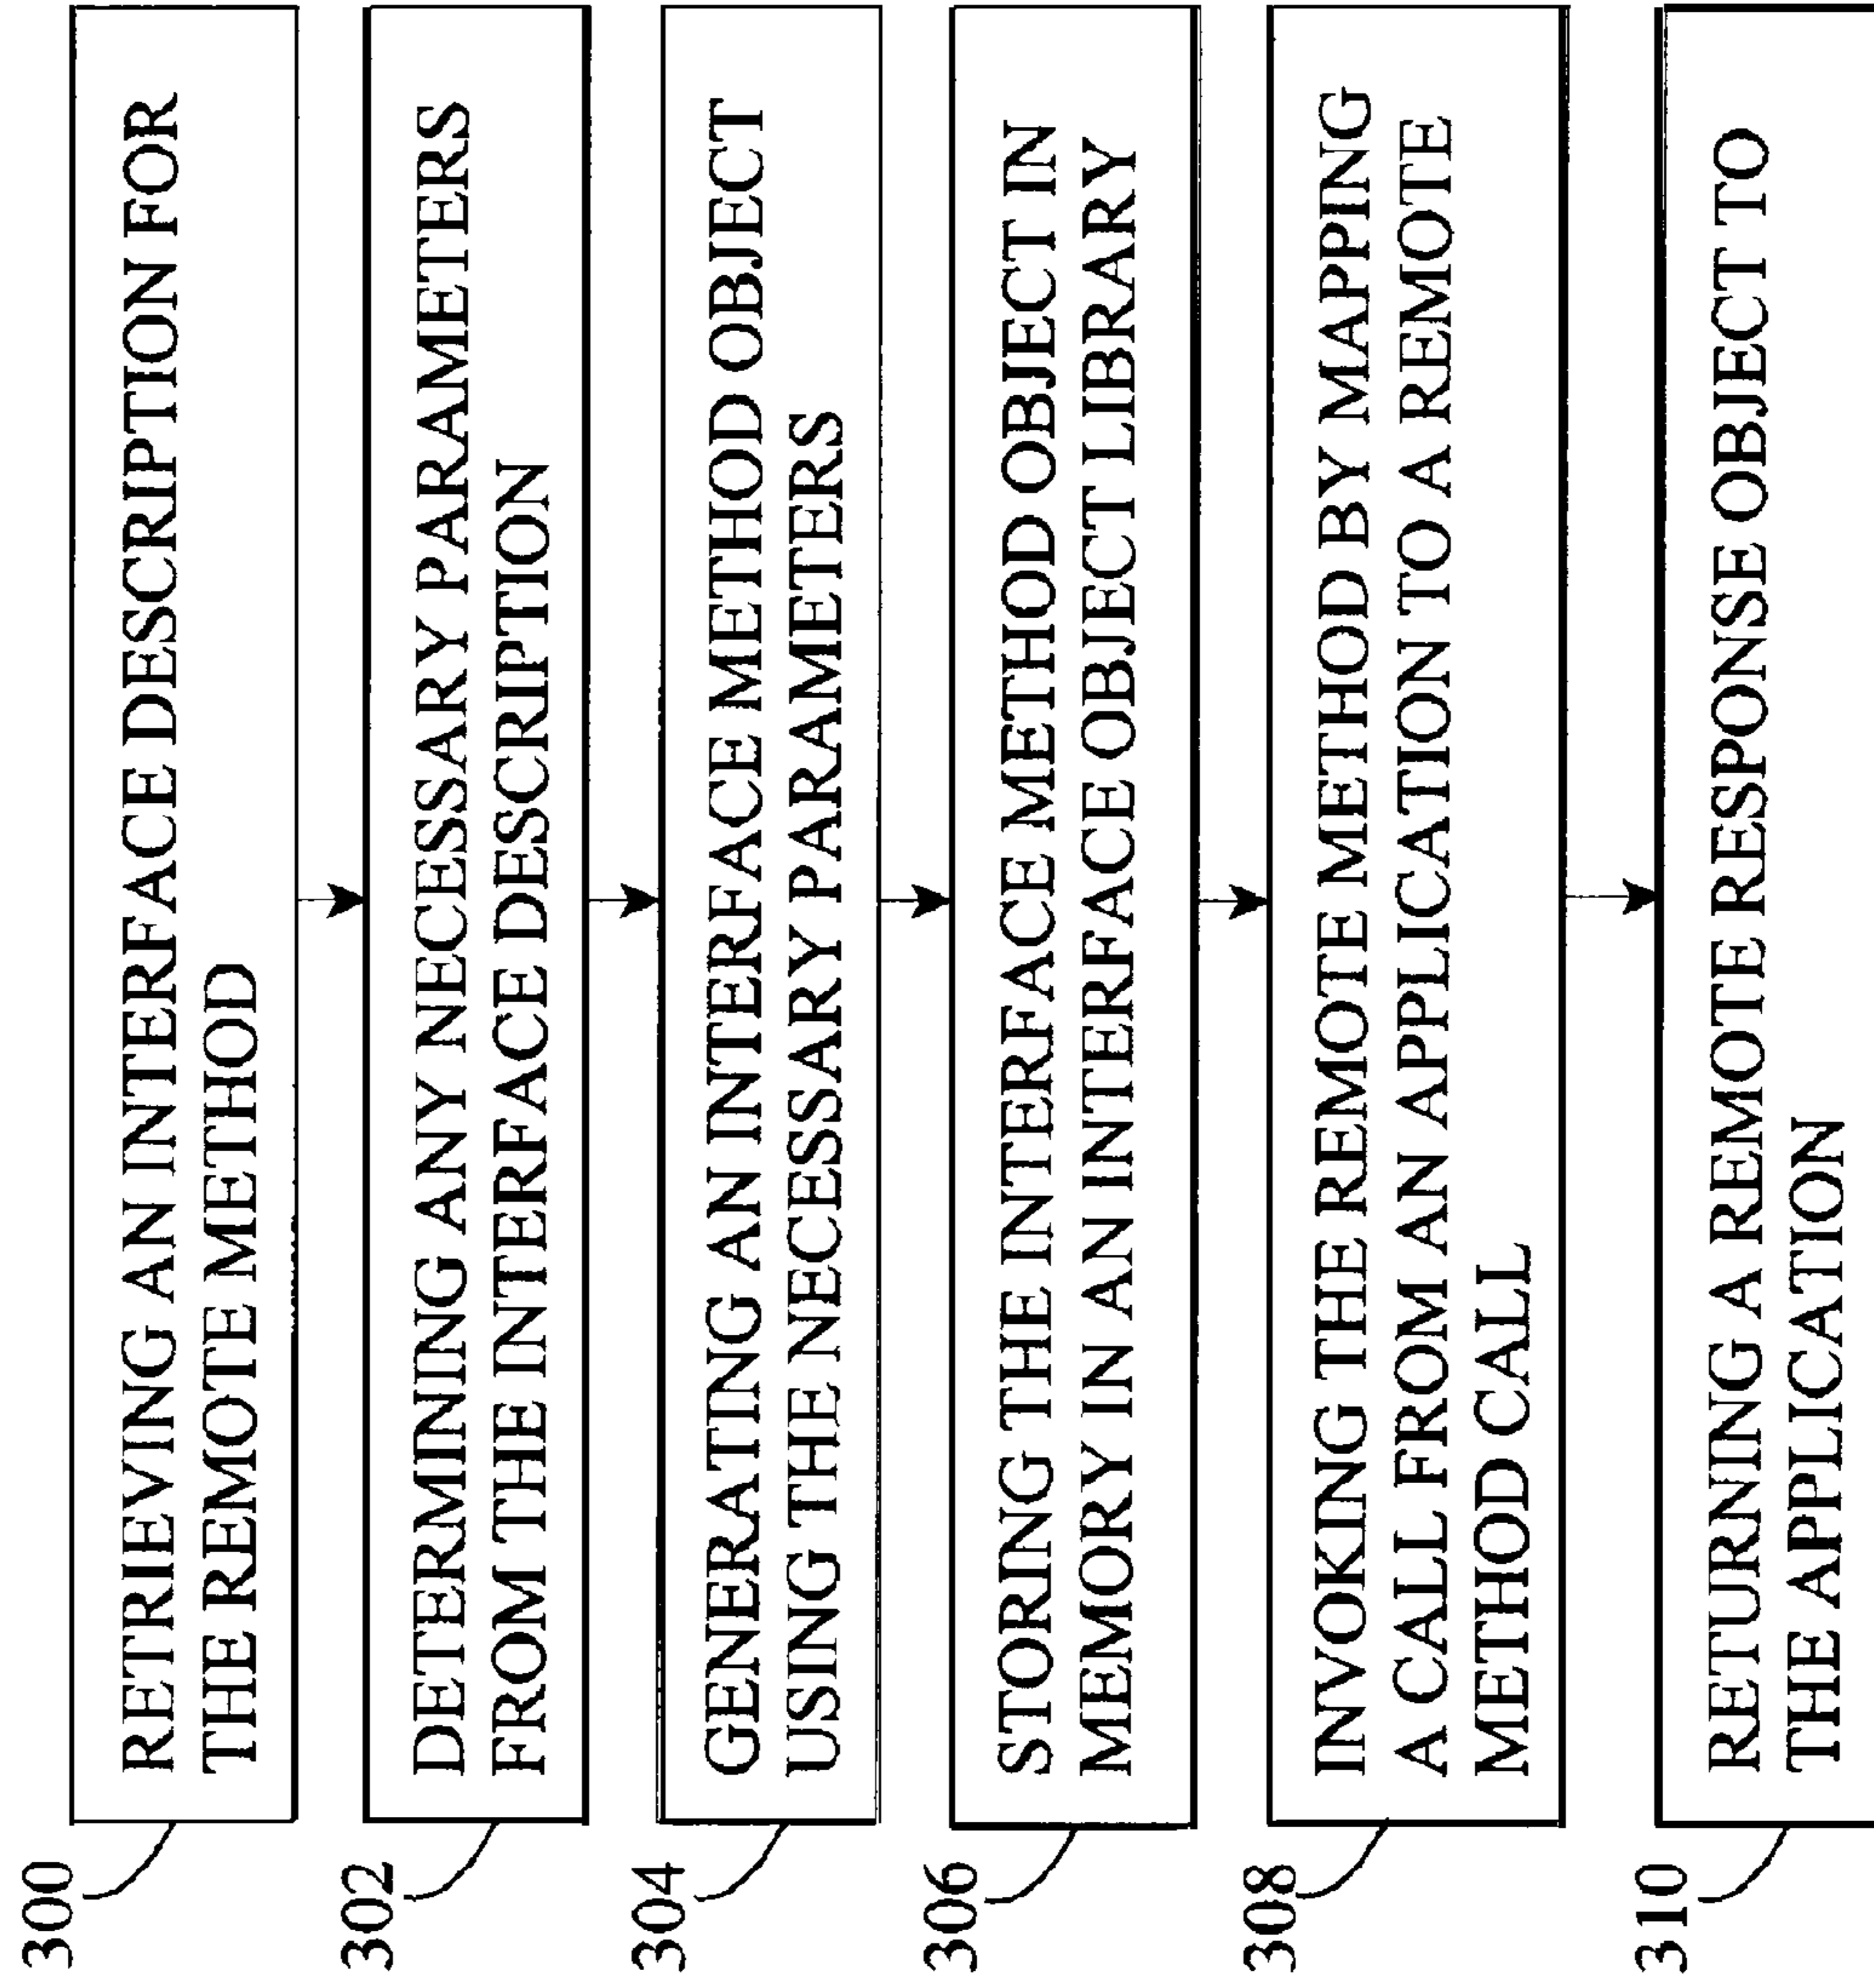 300
RETRIEVING AN INTERFACE DESCRIPTION FOR
THE REMOTE METHOD
302
DETERMINING ANY NECESSARY PARAMETERS
FROM THE INTERFACE DESCRIPTION
304
GENERATING AN INTERFACE METHOD OBJECT
USING THE NECESSARY PARAMETERS
306
STORING THE INTERFACE METHOD OBJECT IN
MEMORY IN AN INTERFACE OBJECT LIBRARY
308
INVOKING THE REMOTE METHOD BY MAPPING
A CALL FROM AN APPLICATION TO A REMOTE
METHOD CALL
310
RETURNING A REMOTE RESPONSE OBJECT TO
THE APPLICATION